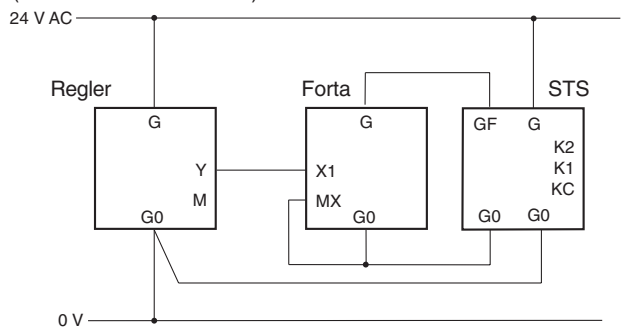 24 V AC
Regler
Forta
STS
G
G
GF G
K2
Y
X1
K1
M
MX
KC
G0
G0
G0 G0
0 V